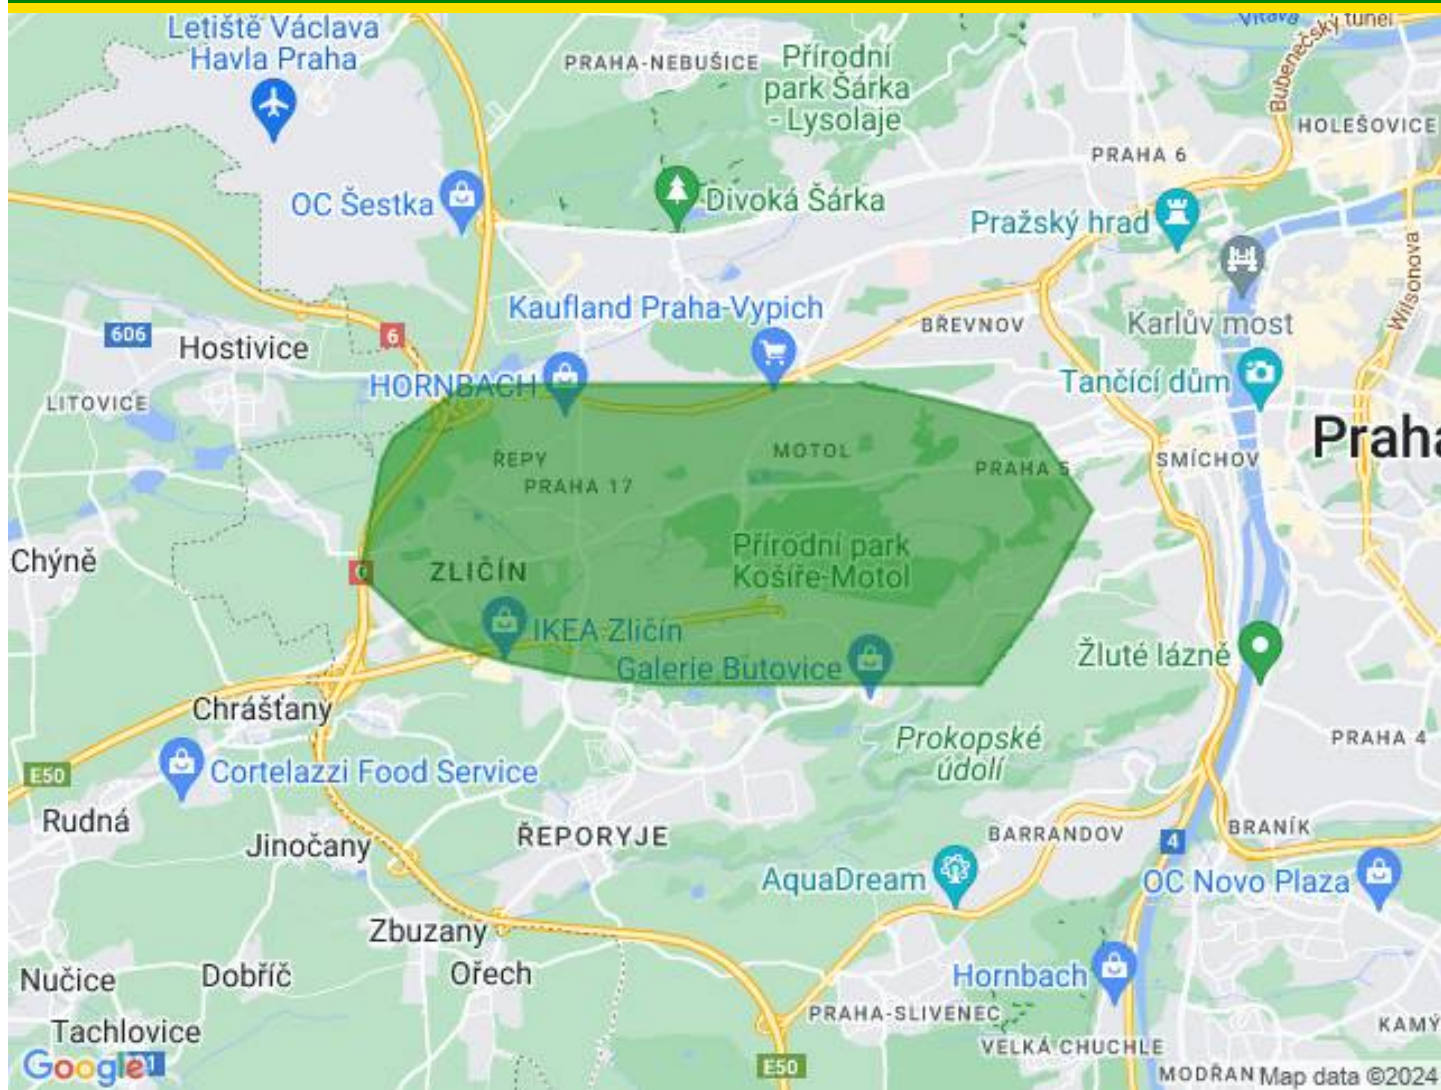 Vltava
Bubenečský tunel
Letiště Václava
Havla Praha
PRAHA-NEBUŠICE
Přírodní
park Šárka
- Lysolaje
HOLEŠOVICE
PRAHA 6
OC Šestka
Divoká Šárka
Pražský hrad
Wilsonova
Kaufland Praha-Vypich
606
6
Hostivice
BŘEVNOV
Karlův most
HORNBACH
LITOVICE
Tančící dům
Praha
ŘEPY
MOTOL
PRAHA 5
SMÍCHOV
PRAHA 17
Chýně
ZLIČÍN
Přírodní park
Košíře-Motol
IKEA Zličín
Galerie Butovice
Žluté lázně
Chrášťany
Prokopské
údolí
PRAHA 4
E50
Cortelazzi Food Service
Rudná
Jinočany
ŘEPORYJE
BARRANDOV
4
BRANÍK
AquaDream
OC Novo Plaza
Zbuzany
Nučice
Dobříč
Ořech
Hornbach
PRAHA-SLIVENEC
Tachlovice
KAMÝ
VELKÁ CHUCHLE
Google
E50
MODŘAN
Map data ©2024